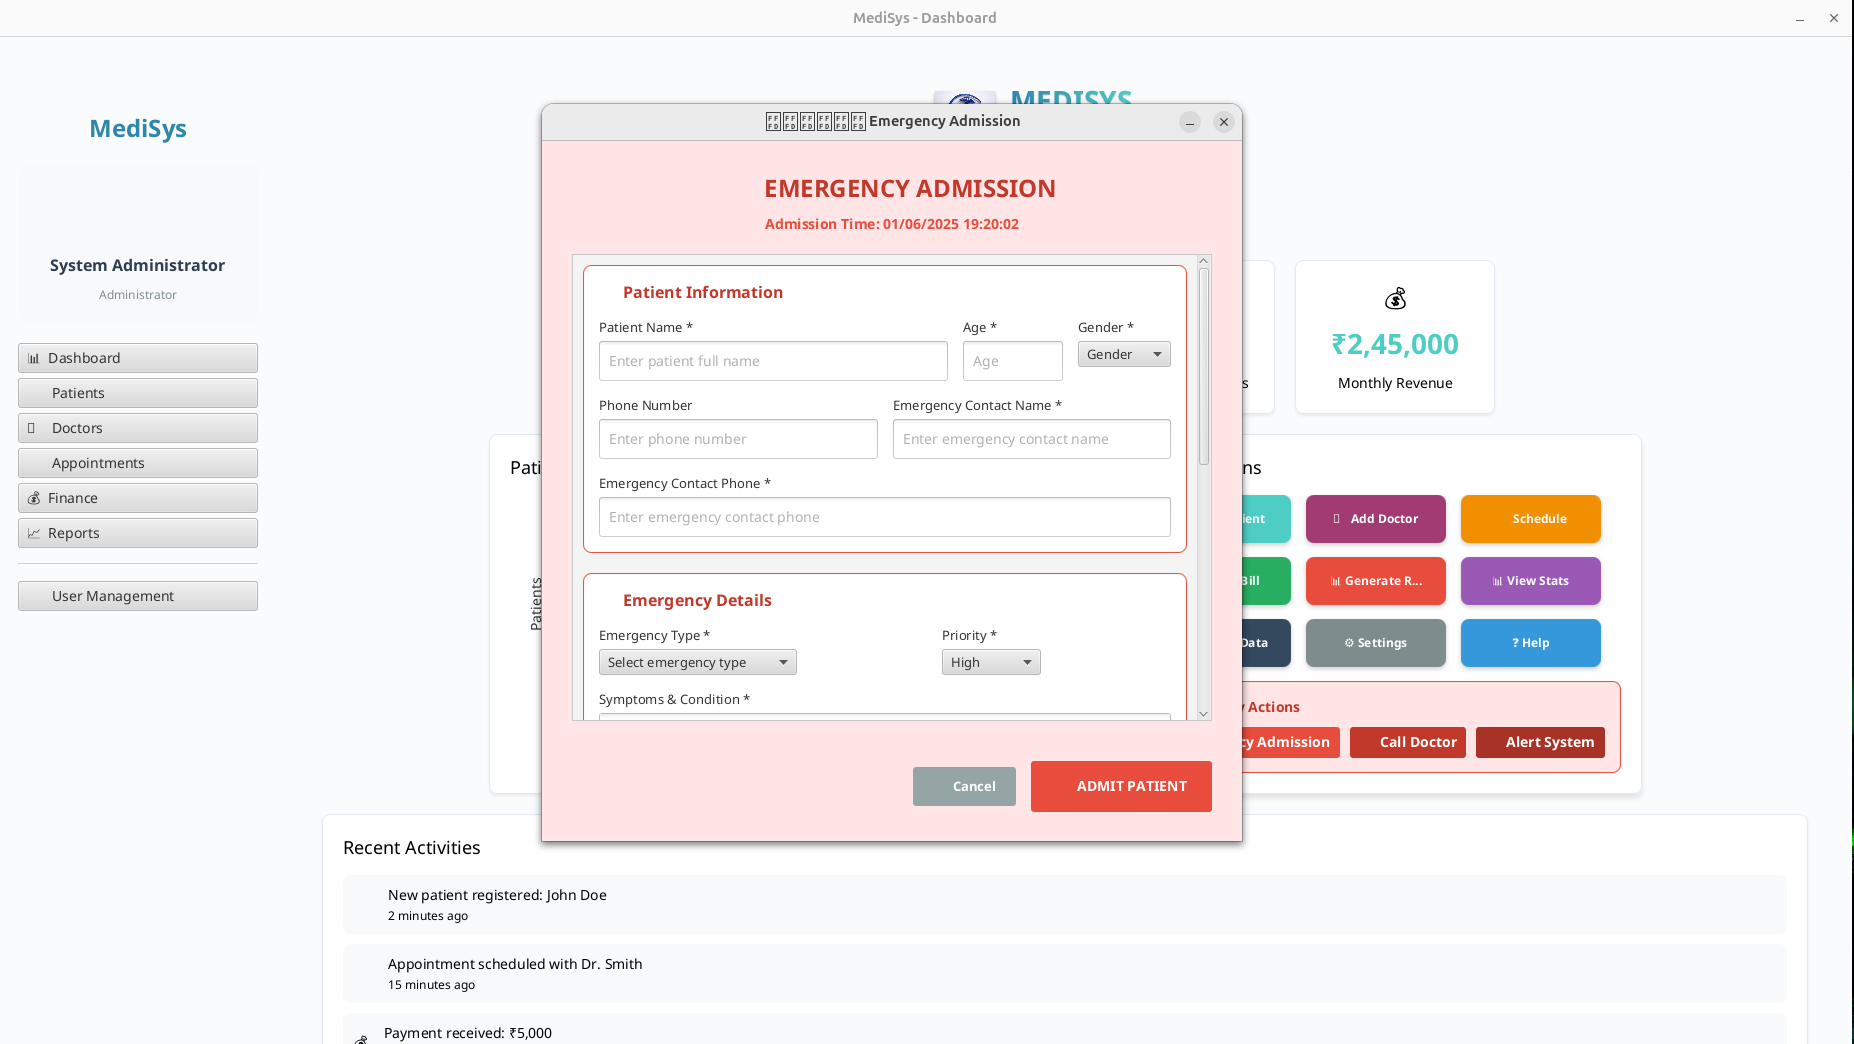 MediSys - Dashboard
MediSys
System Administrator
Administrator
Dashboard
Patients
Doctors
Appointments
Finance
Reports
User Management
MEDISYS
Emergency Admission
EMERGENCY ADMISSION
Admission Time: 01/06/2025 19:20:02
Patient Information
Patient Name * Age * Gender *
Enter patient full name Age Gender
Phone Number Emergency Contact Name *
Enter phone number Enter emergency contact name
Emergency Contact Phone *
Enter emergency contact phone
Emergency Details
Emergency Type * Priority *
Select emergency type High
Symptoms & Condition *
Cancel ADMIT PATIENT
₹2,45,000
s Monthly Revenue
Pati
Patients
ns
ient Add Doctor Schedule
Bill Generate R... View Stats
Data Settings ? Help
y Actions
cy Admission Call Doctor Alert System
Recent Activities
New patient registered: John Doe
2 minutes ago
Appointment scheduled with Dr. Smith
15 minutes ago
Payment received: ₹5,000